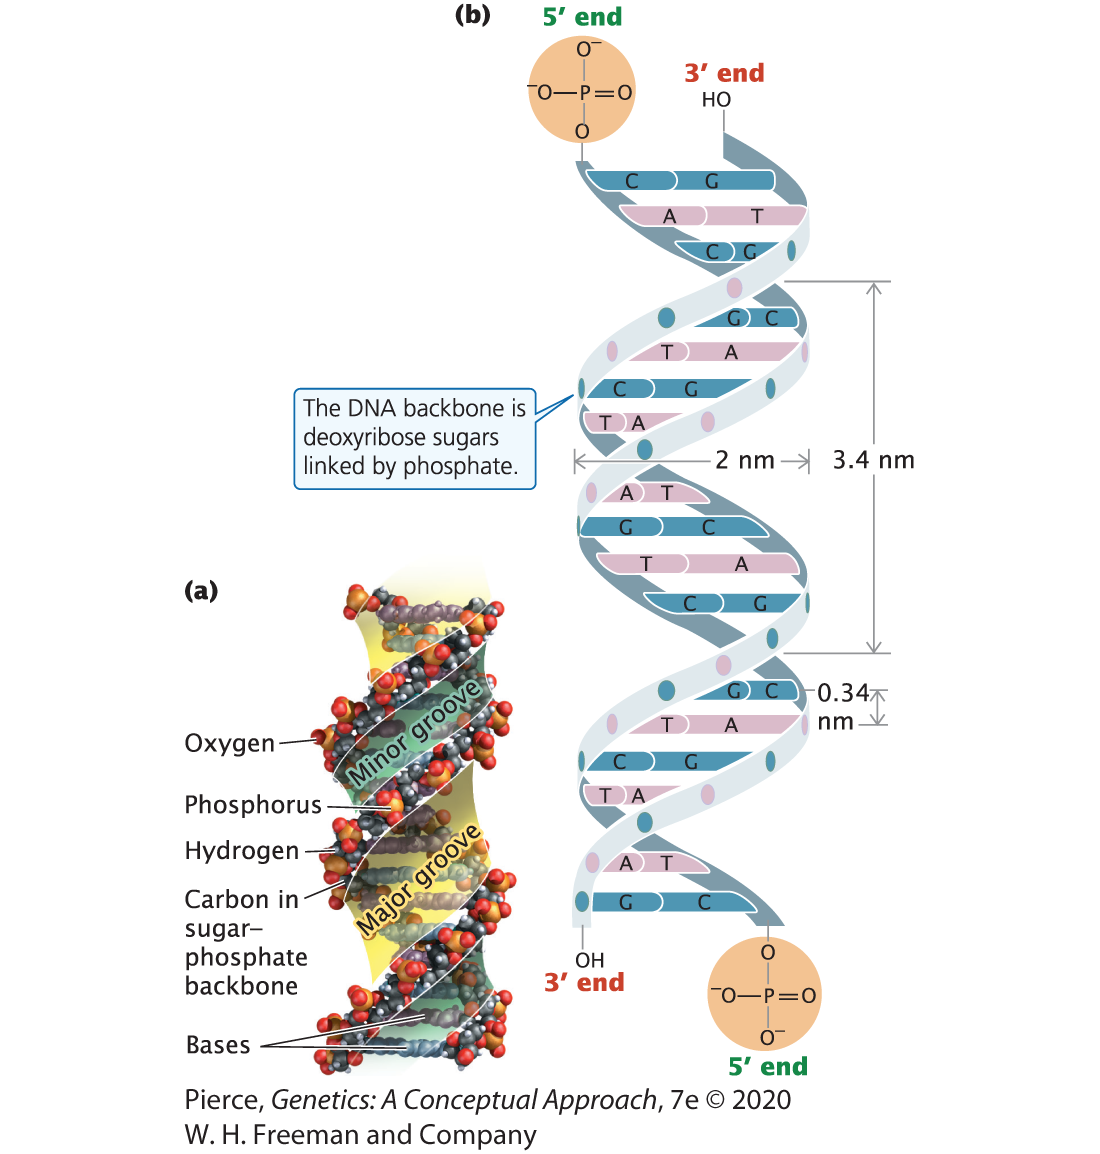 (b)
5′ end
O⁻
⁻O—P=O
O
3′ end
HO
C G
A T
C G
G C
T A
C G
The DNA backbone is
deoxyribose sugars
linked by phosphate.
T A
2 nm
3.4 nm
A T
G C
T A
C G
G C
0.34
nm
T A
C G
T A
A T
G C
OH
3′ end
O
⁻O—P=O
O⁻
5′ end
(a)
Minor groove
Oxygen
Phosphorus
Hydrogen
Major groove
Carbon in
sugar–
phosphate
backbone
Bases
Pierce, Genetics: A Conceptual Approach, 7e © 2020
W. H. Freeman and Company